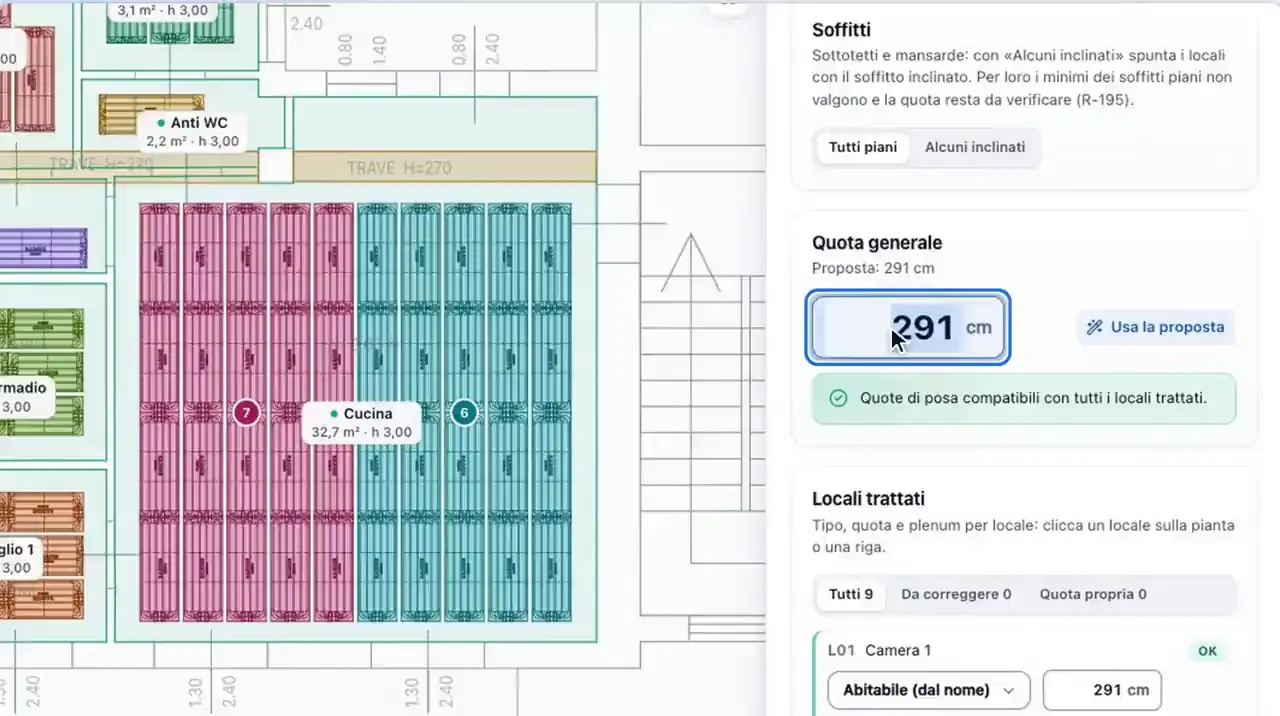 3,1 m² · h 3,00
2.40
0.80
1.40
0.80
2.40
Anti WC
2,2 m² · h 3,00
TRAVE H=270
TRAVE H=270
7
6
Cucina
32,7 m² · h 3,00
rmadio
3,00
glio 1
3,00
2.40
1.30
2.40
1.30
2.40
Soffitti
Sottotetti e mansarde: con «Alcuni inclinati» spunta i locali
con il soffitto inclinato. Per loro i minimi dei soffitti piani non
valgono e la quota resta da verificare (R-195).
Tutti piani Alcuni inclinati
Quota generale
Proposta: 291 cm
291 cm
Usa la proposta
Quote di posa compatibili con tutti i locali trattati.
Locali trattati
Tipo, quota e plenum per locale: clicca un locale sulla pianta
o una riga.
Tutti 9 Da correggere 0 Quota propria 0
L01 Camera 1 OK
Abitabile (dal nome) 291 cm